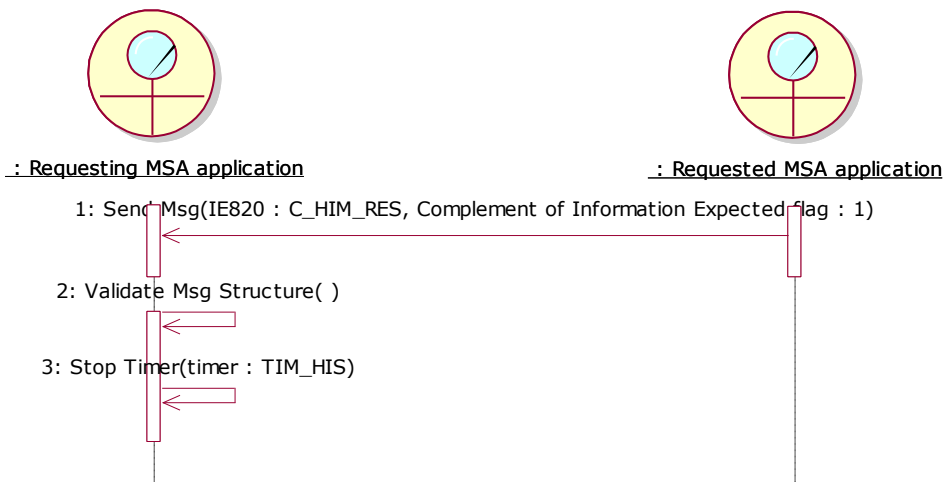 : Requesting MSA application
: Requested MSA application
1: Send Msg(IE820 : C_HIM_RES, Complement of Information Expected flag : 1)
2: Validate Msg Structure( )
3: Stop Timer(timer : TIM_HIS)